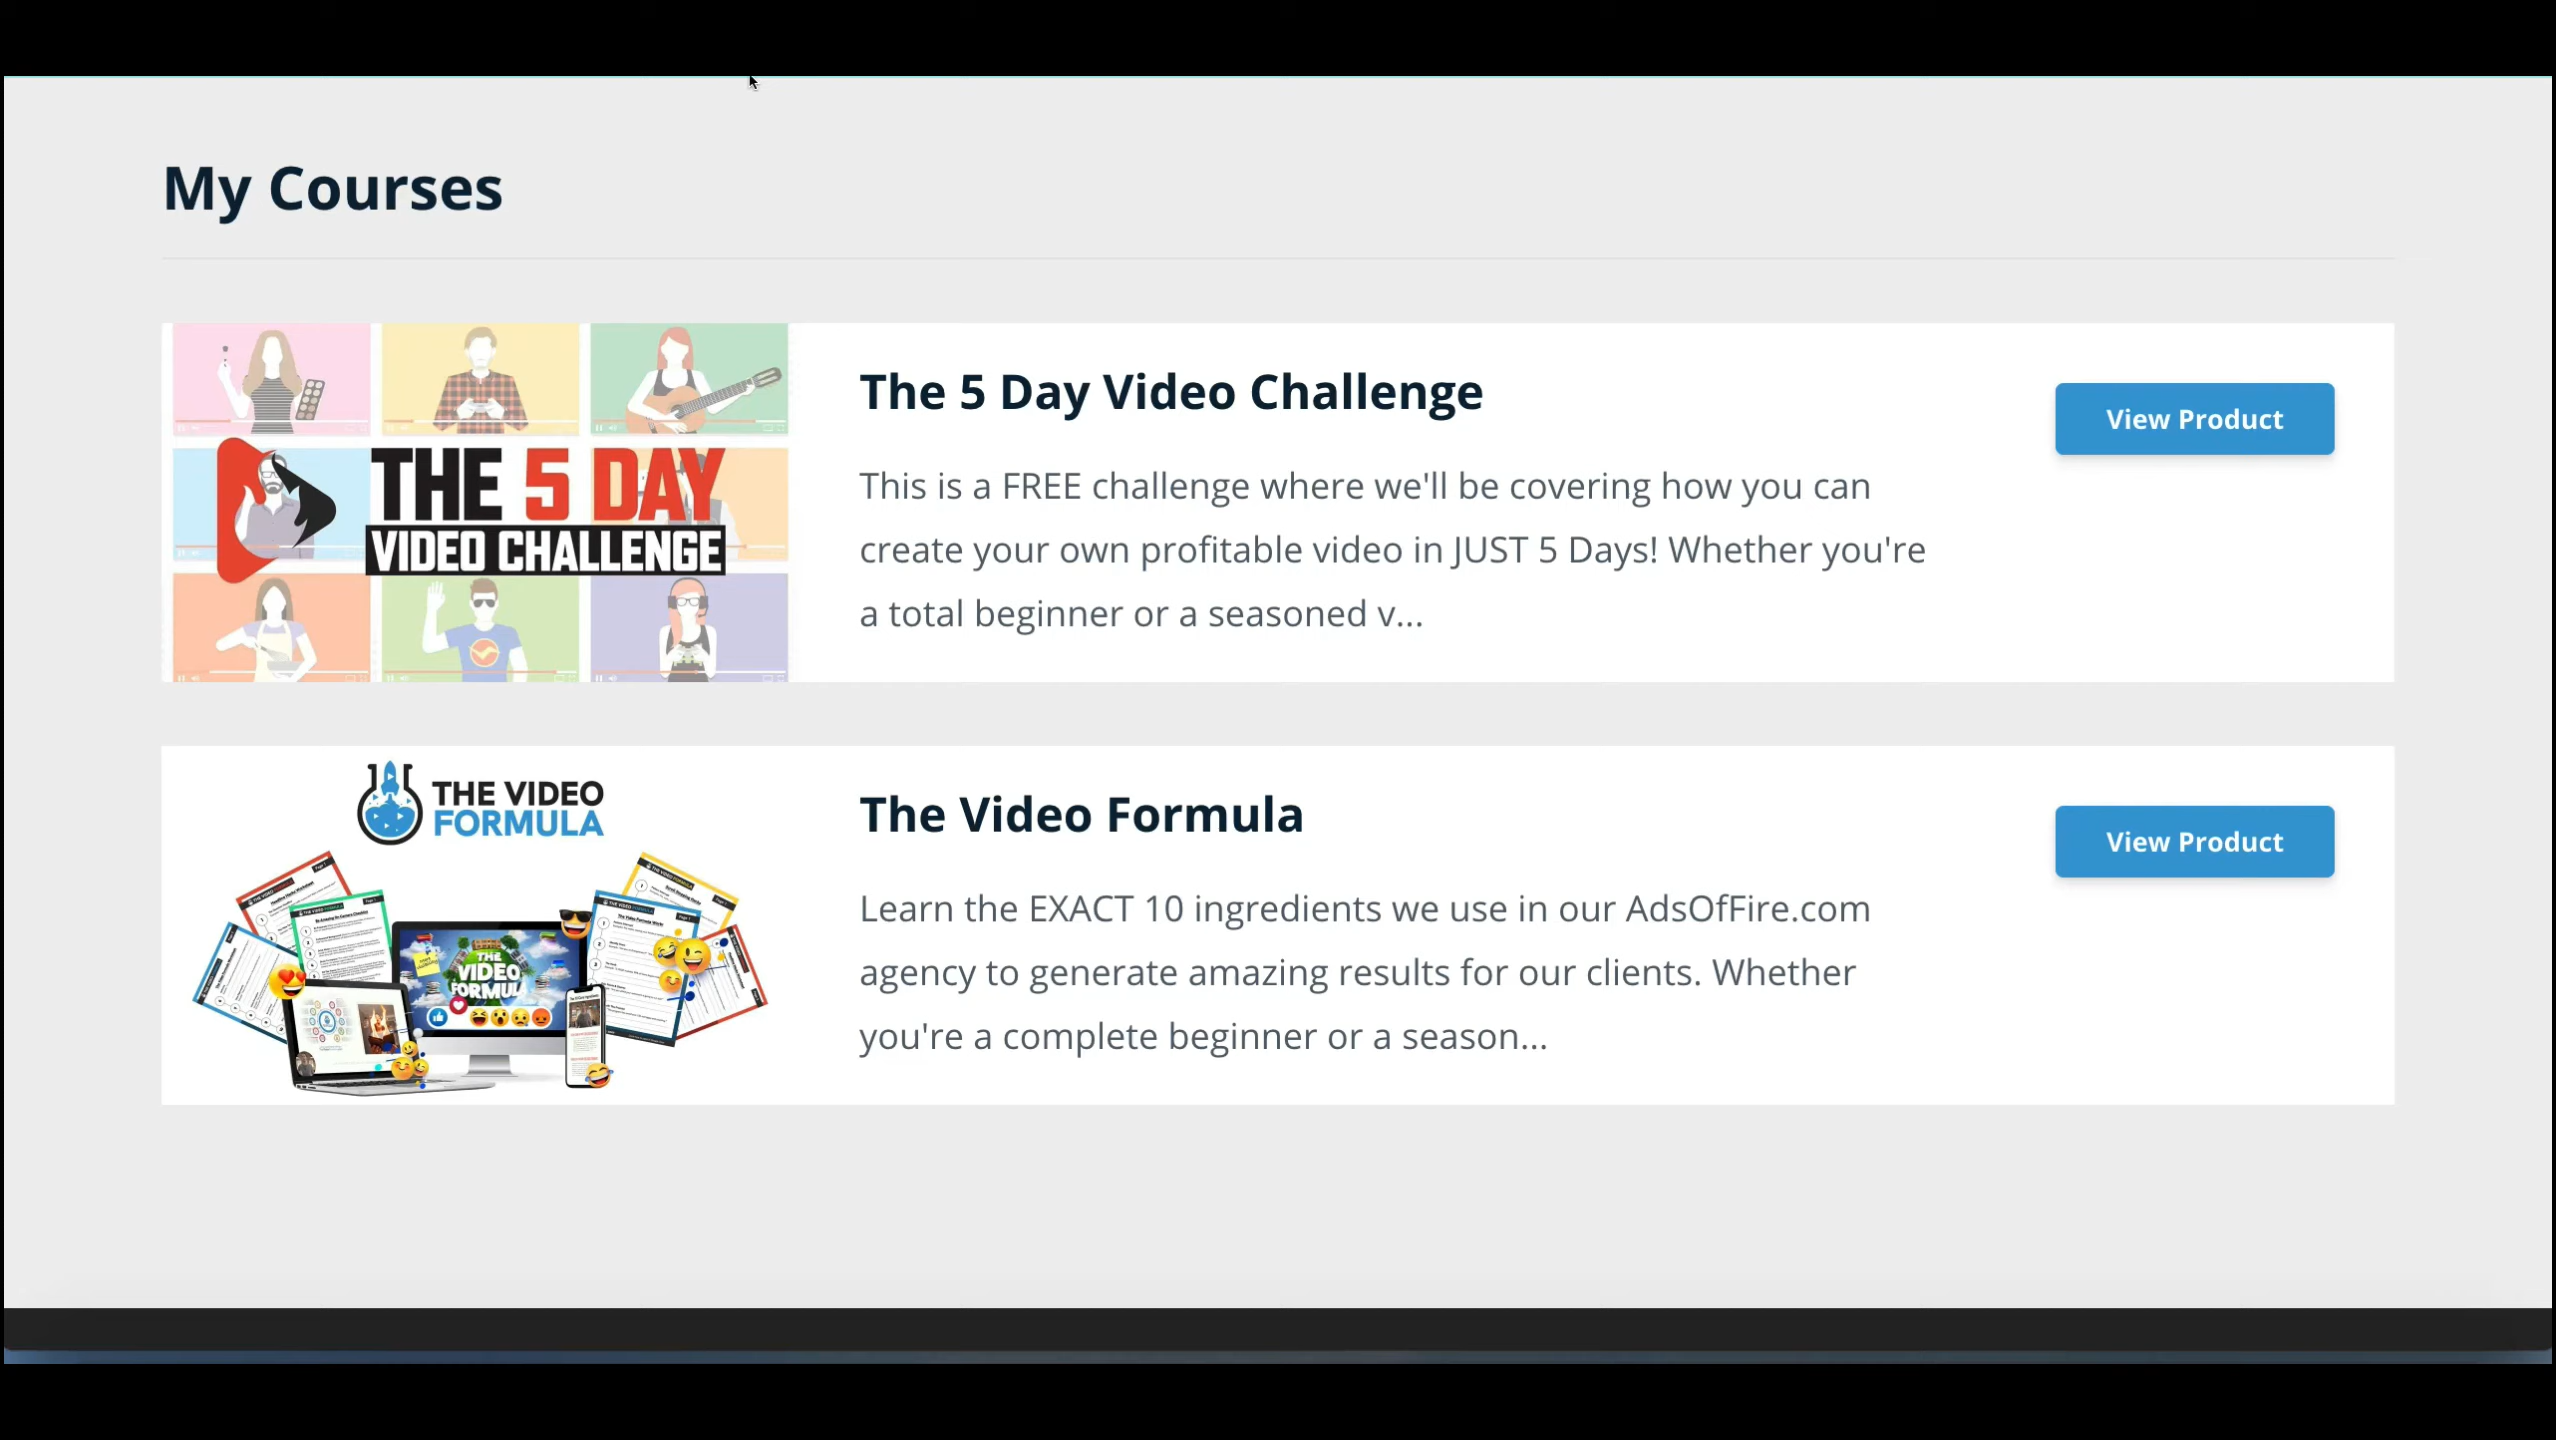 My Courses
THE 5 DAY
VIDEO CHALLENGE
The 5 Day Video Challenge
View Product
This is a FREE challenge where we'll be covering how you can
create your own profitable video in JUST 5 Days! Whether you're
a total beginner or a seasoned v...
THE VIDEO
FORMULA
THE
VIDEO
FORMULA
The Video Formula
View Product
Learn the EXACT 10 ingredients we use in our AdsOfFire.com
agency to generate amazing results for our clients. Whether
you're a complete beginner or a season...